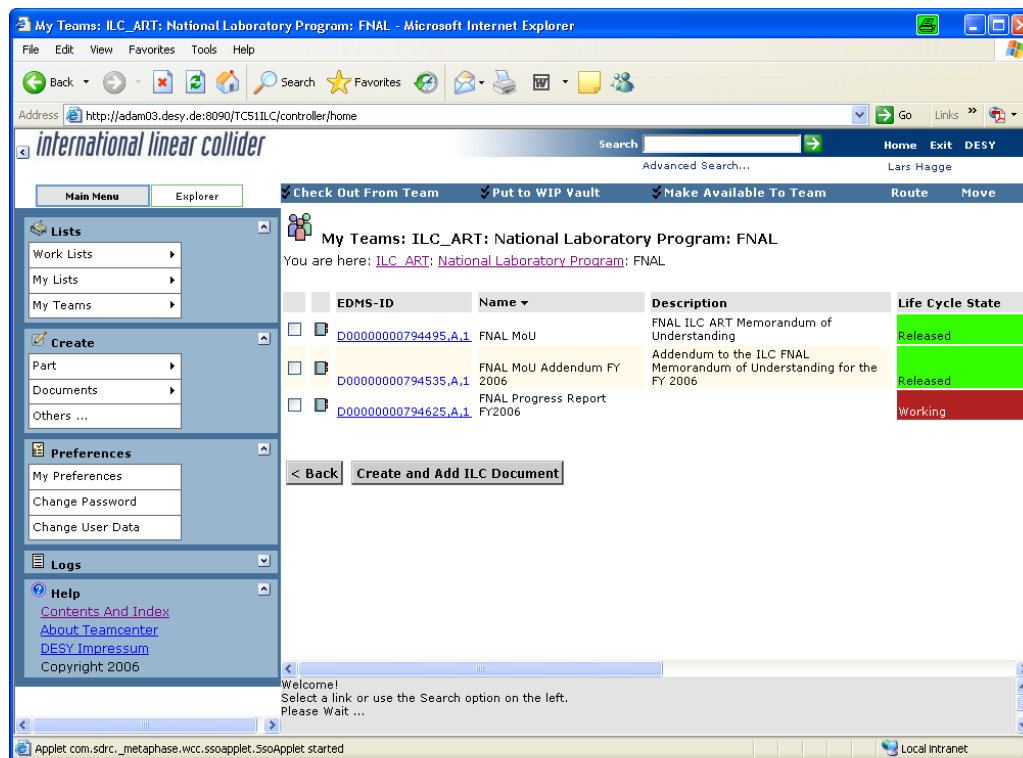 My Teams: ILC_ART: National Laboratory Program: FNAL - Microsoft Internet Explorer
File Edit View Favorites Tools Help
Back Search Favorites
Address http://adam03.desy.de:8090/TC51ILC/controller/home Go Links »
international linear collider
Search Home Exit DESY
Advanced Search... Lars Hagge
Main Menu Explorer
Check Out From Team Put to WIP Vault Make Available To Team Route Move
Lists
Work Lists
My Lists
My Teams
Create
Part
Documents
Others ...
Preferences
My Preferences
Change Password
Change User Data
Logs
Help
Contents And Index
About Teamcenter
DESY Impressum
Copyright 2006
My Teams: ILC_ART: National Laboratory Program: FNAL
You are here: ILC_ART: National Laboratory Program: FNAL
EDMS-ID Name Description Life Cycle State
D00000000794495,A,1 FNAL MoU FNAL ILC ART Memorandum of
Understanding Released
D00000000794535,A,1 FNAL MoU Addendum FY
2006 Addendum to the ILC FNAL
Memorandum of Understanding for the
FY 2006 Released
D00000000794625,A,1 FNAL Progress Report
FY2006 Working
< Back Create and Add ILC Document
Welcome!
Select a link or use the Search option on the left.
Please Wait ...
Applet com.sdrc._metaphase.wcc.ssoapplet.SsoApplet started Local intranet